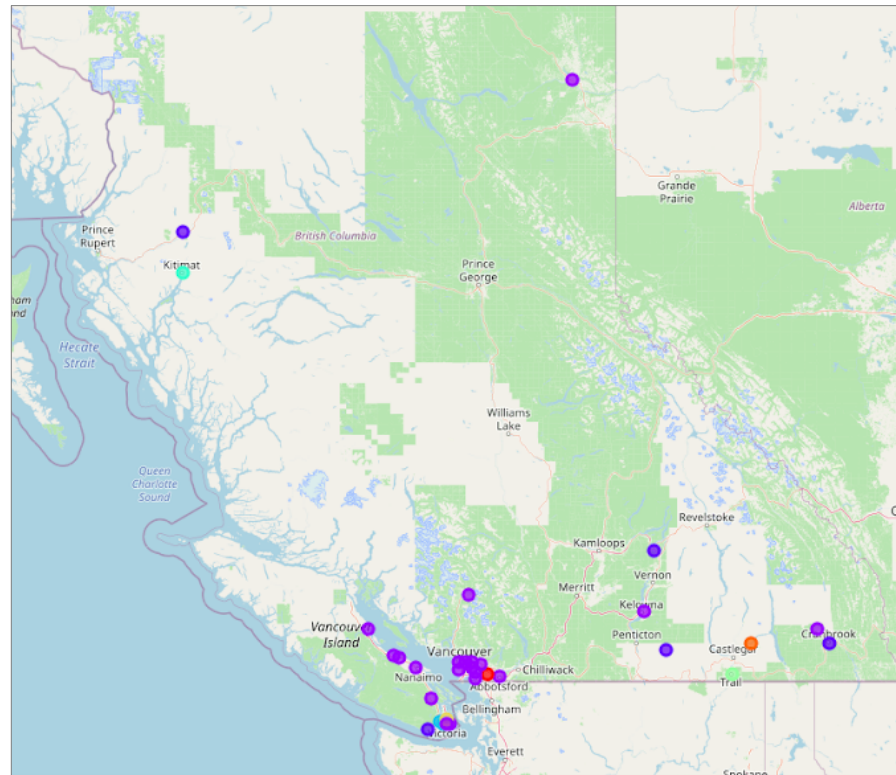 Grande
Prairie
Alberta
Prince
Rupert
British Columbia
Kitimat
Prince
George
Hecate
Strait
Williams
Lake
Queen
Charlotte
Sound
Revelstoke
Kamloops
Vernon
Merritt
Kelowna
Vancouver
Island
Penticton
Castlegar
Cranbrook
Vancouver
Chilliwack
Nanaimo
Abbotsford
Trail
Bellingham
Victoria
Everett
Spokane